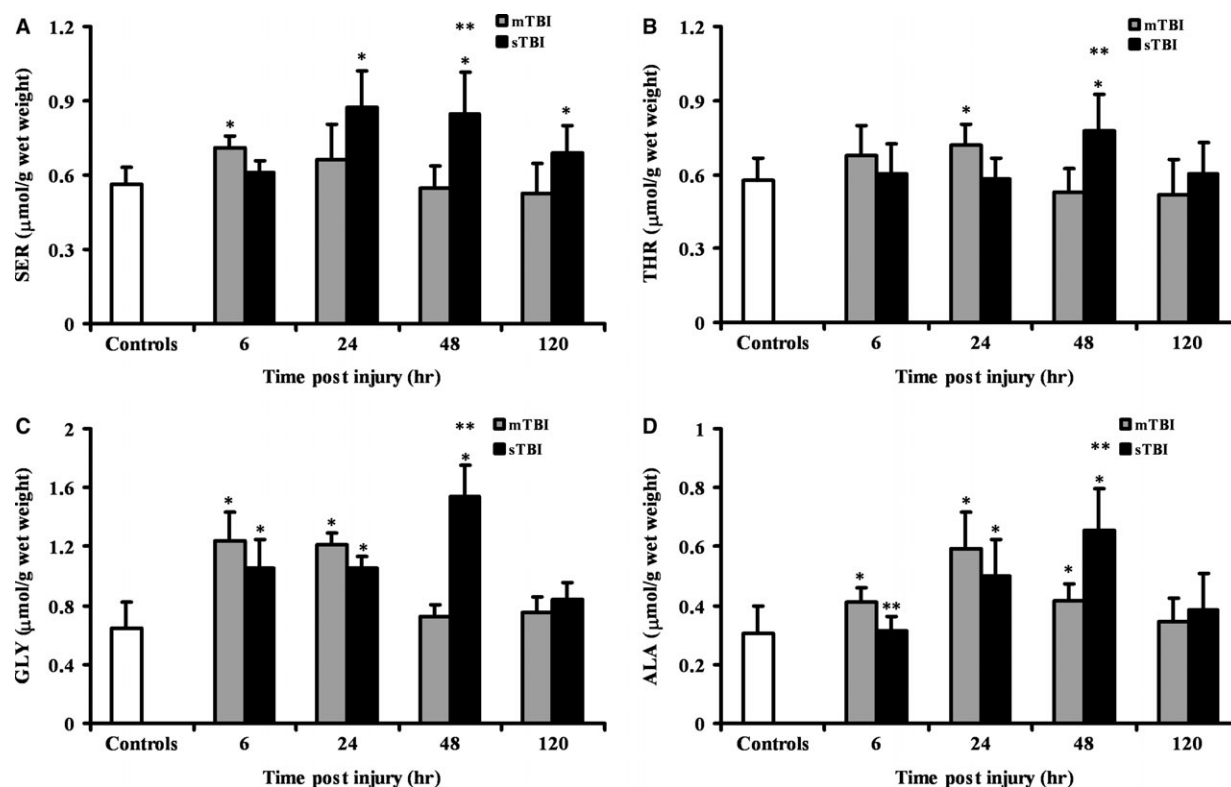 A
SER (μmol/g wet weight)
1.2
0.9
0.6
0.3
0
mTBI
sTBI
*
*
**
*
*
Controls 6 24 48 120
Time post injury (hr)
B
THR (μmol/g wet weight)
1.2
0.9
0.6
0.3
0
mTBI
sTBI
*
**
*
Controls 6 24 48 120
Time post injury (hr)
C
GLY (μmol/g wet weight)
2
1.6
1.2
0.8
0.4
0
mTBI
sTBI
*
*
*
*
**
*
Controls 6 24 48 120
Time post injury (hr)
D
ALA (μmol/g wet weight)
1
0.8
0.6
0.4
0.2
0
mTBI
sTBI
*
**
*
*
*
**
*
Controls 6 24 48 120
Time post injury (hr)